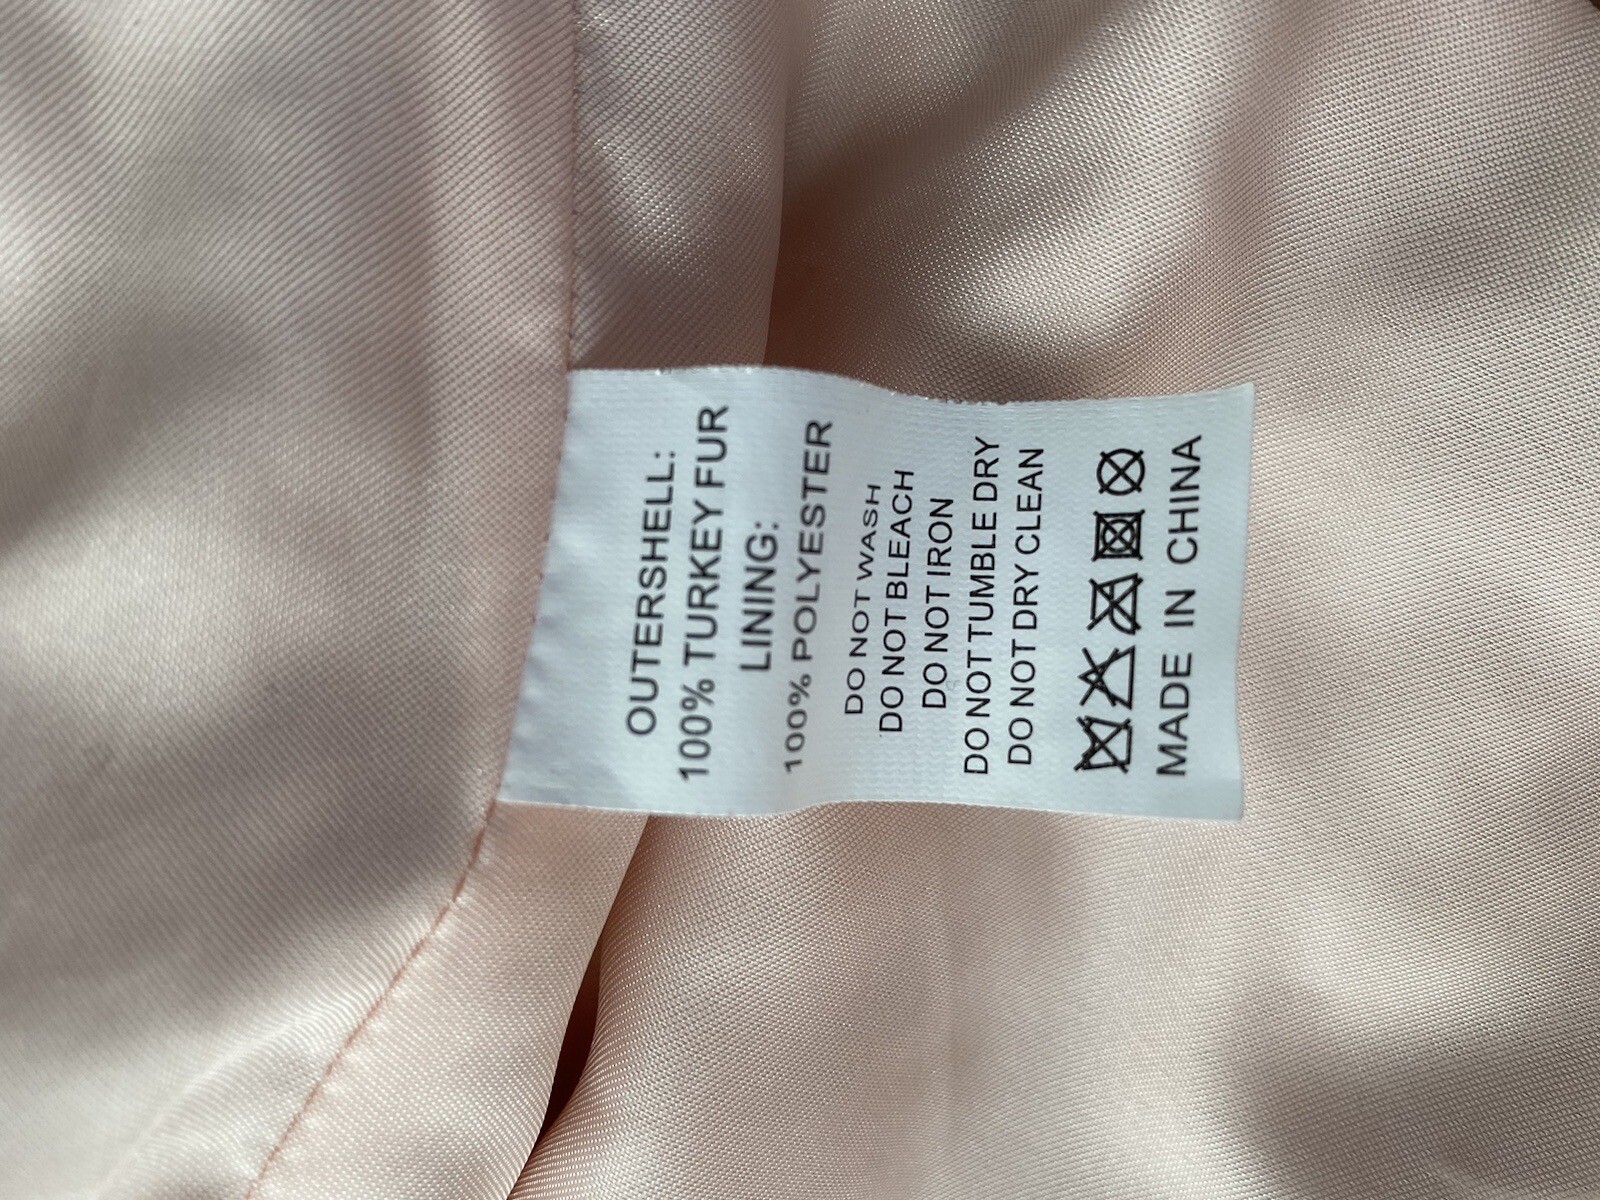 OUTERSHELL:
100% TURKEY FUR
LINING:
100% POLYESTER
DO NOT WASH
DO NOT BLEACH
DO NOT IRON
DO NOT TUMBLE DRY
DO NOT DRY CLEAN
MADE IN CHINA